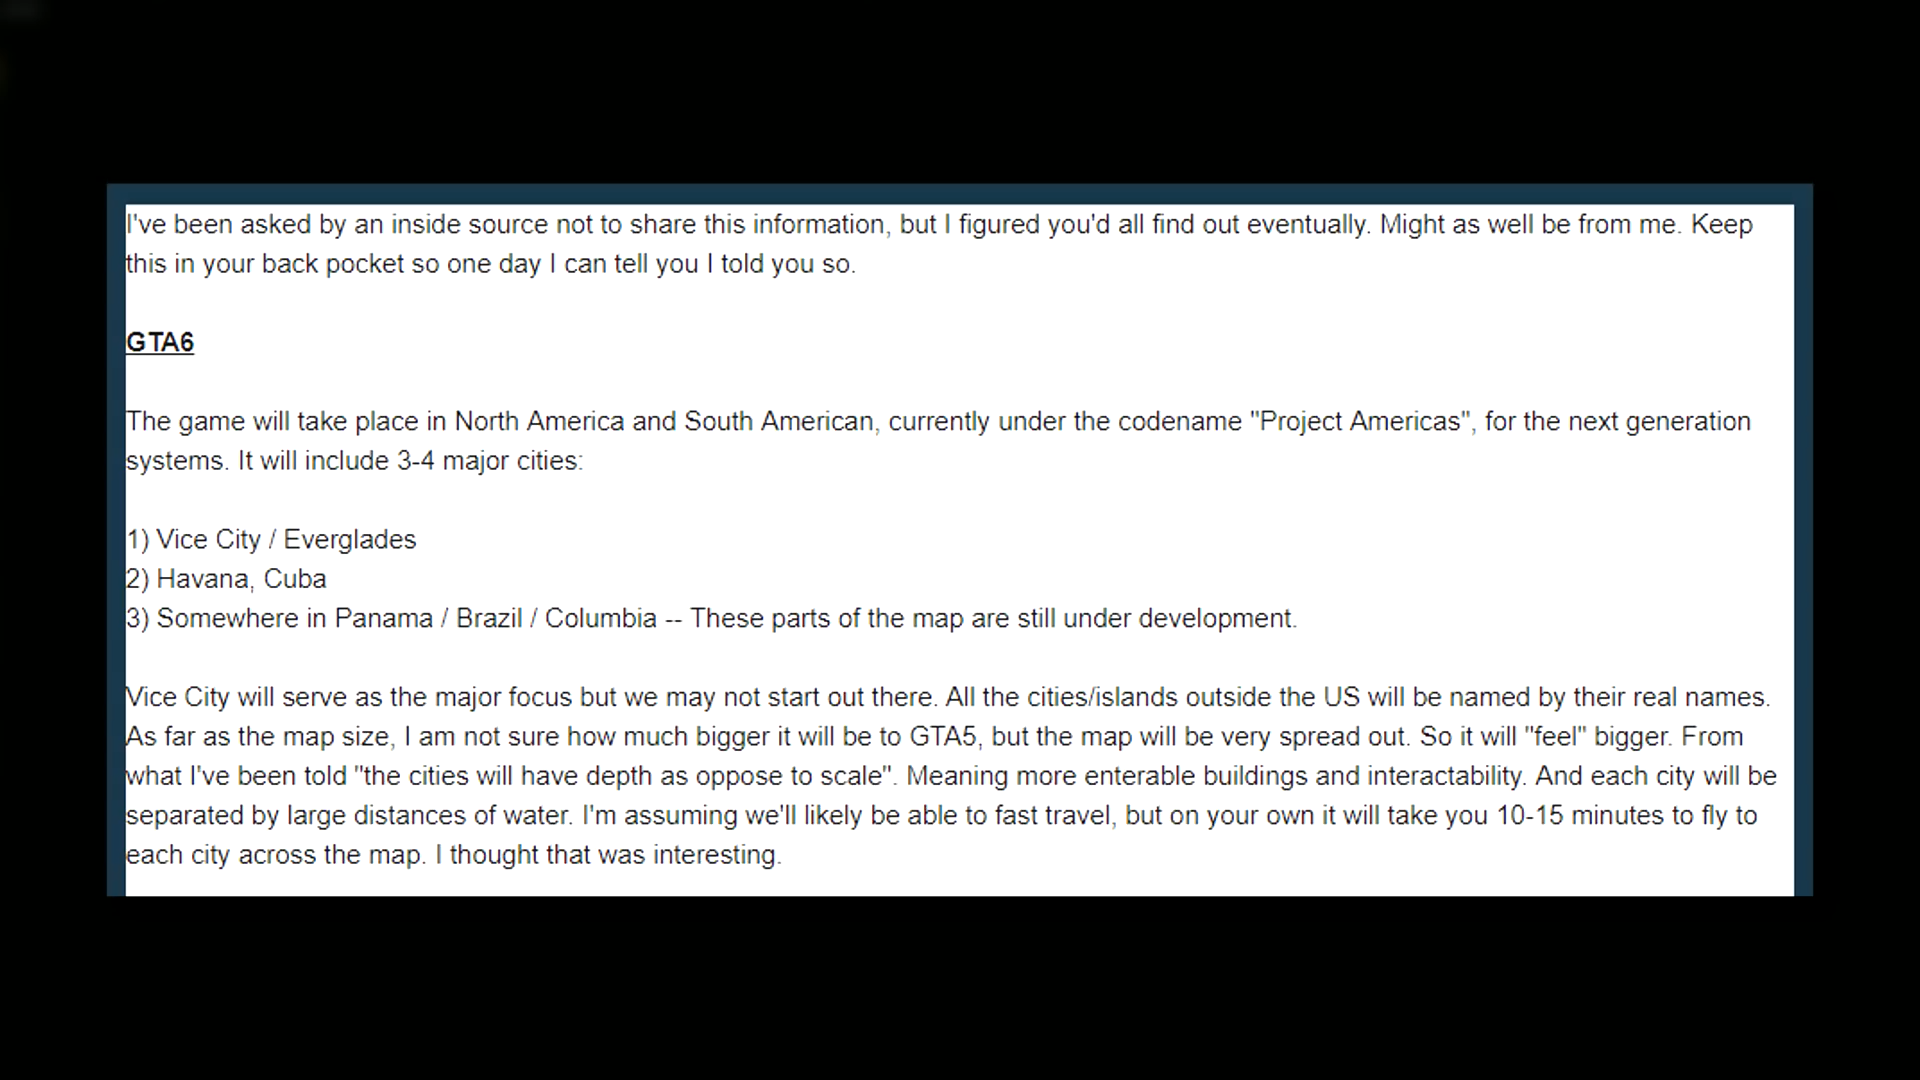 I've been asked by an inside source not to share this information, but I figured you'd all find out eventually. Might as well be from me. Keep
this in your back pocket so one day I can tell you I told you so.
GTA6
The game will take place in North America and South American, currently under the codename "Project Americas", for the next generation
systems. It will include 3-4 major cities:
1) Vice City / Everglades
2) Havana, Cuba
3) Somewhere in Panama / Brazil / Columbia -- These parts of the map are still under development.
Vice City will serve as the major focus but we may not start out there. All the cities/islands outside the US will be named by their real names.
As far as the map size, I am not sure how much bigger it will be to GTA5, but the map will be very spread out. So it will "feel" bigger. From
what I've been told "the cities will have depth as oppose to scale". Meaning more enterable buildings and interactability. And each city will be
separated by large distances of water. I'm assuming we'll likely be able to fast travel, but on your own it will take you 10-15 minutes to fly to
each city across the map. I thought that was interesting.